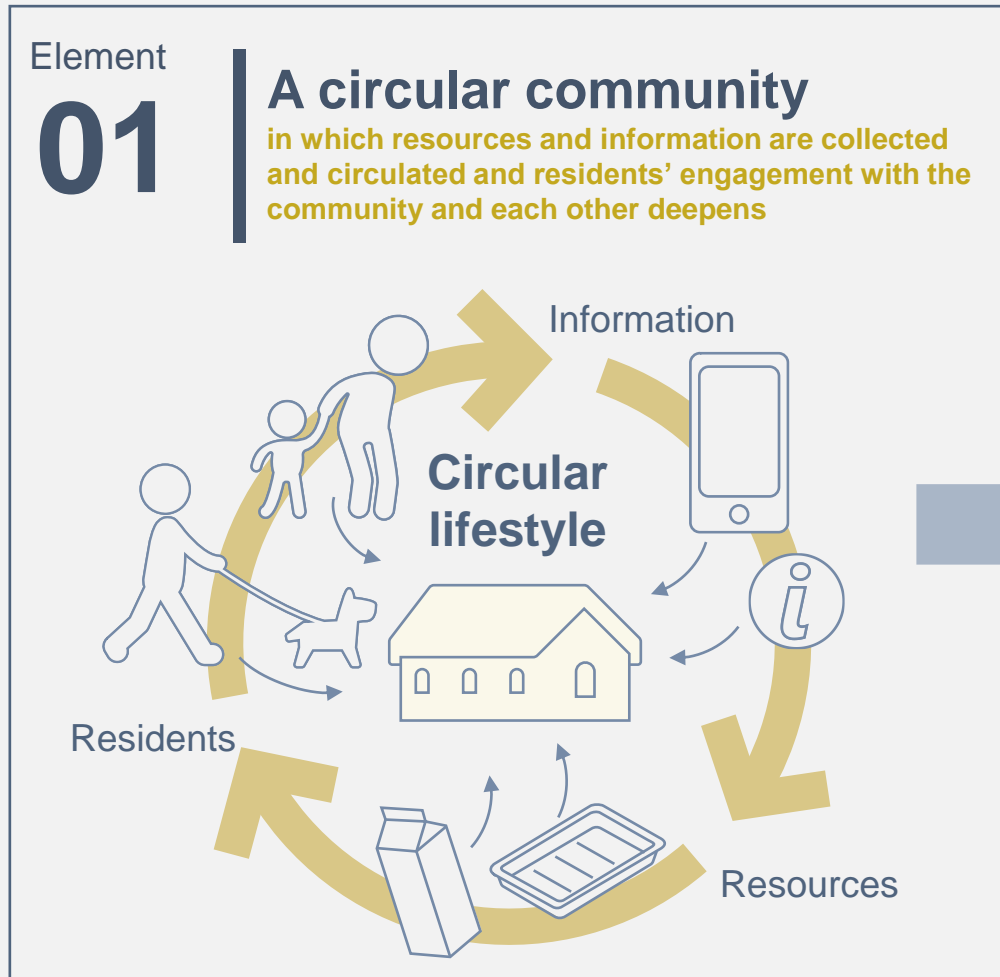 Element
01
A circular community
in which resources and information are collected
and circulated and residents’ engagement with the
community and each other deepens
Information
Circular
lifestyle
i
Residents
Resources